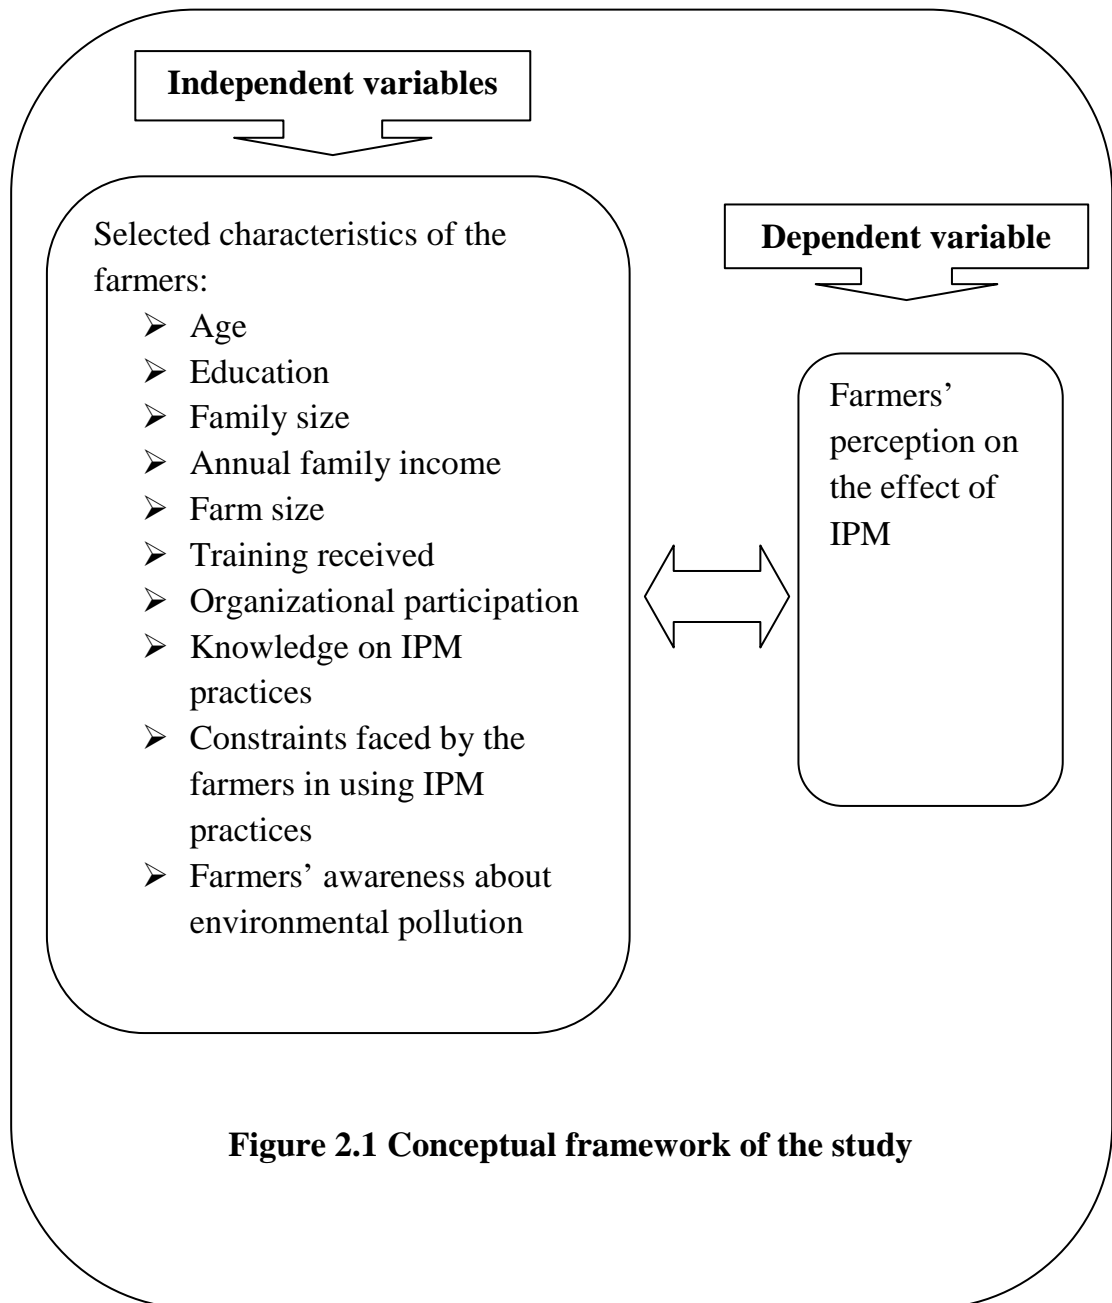 Independent variables
Selected characteristics of the
farmers:
➢ Age
➢ Education
➢ Family size
➢ Annual family income
➢ Farm size
➢ Training received
➢ Organizational participation
➢ Knowledge on IPM
practices
➢ Constraints faced by the
farmers in using IPM
practices
➢ Farmers’ awareness about
environmental pollution
Dependent variable
Farmers’
perception on
the effect of
IPM
Figure 2.1 Conceptual framework of the study